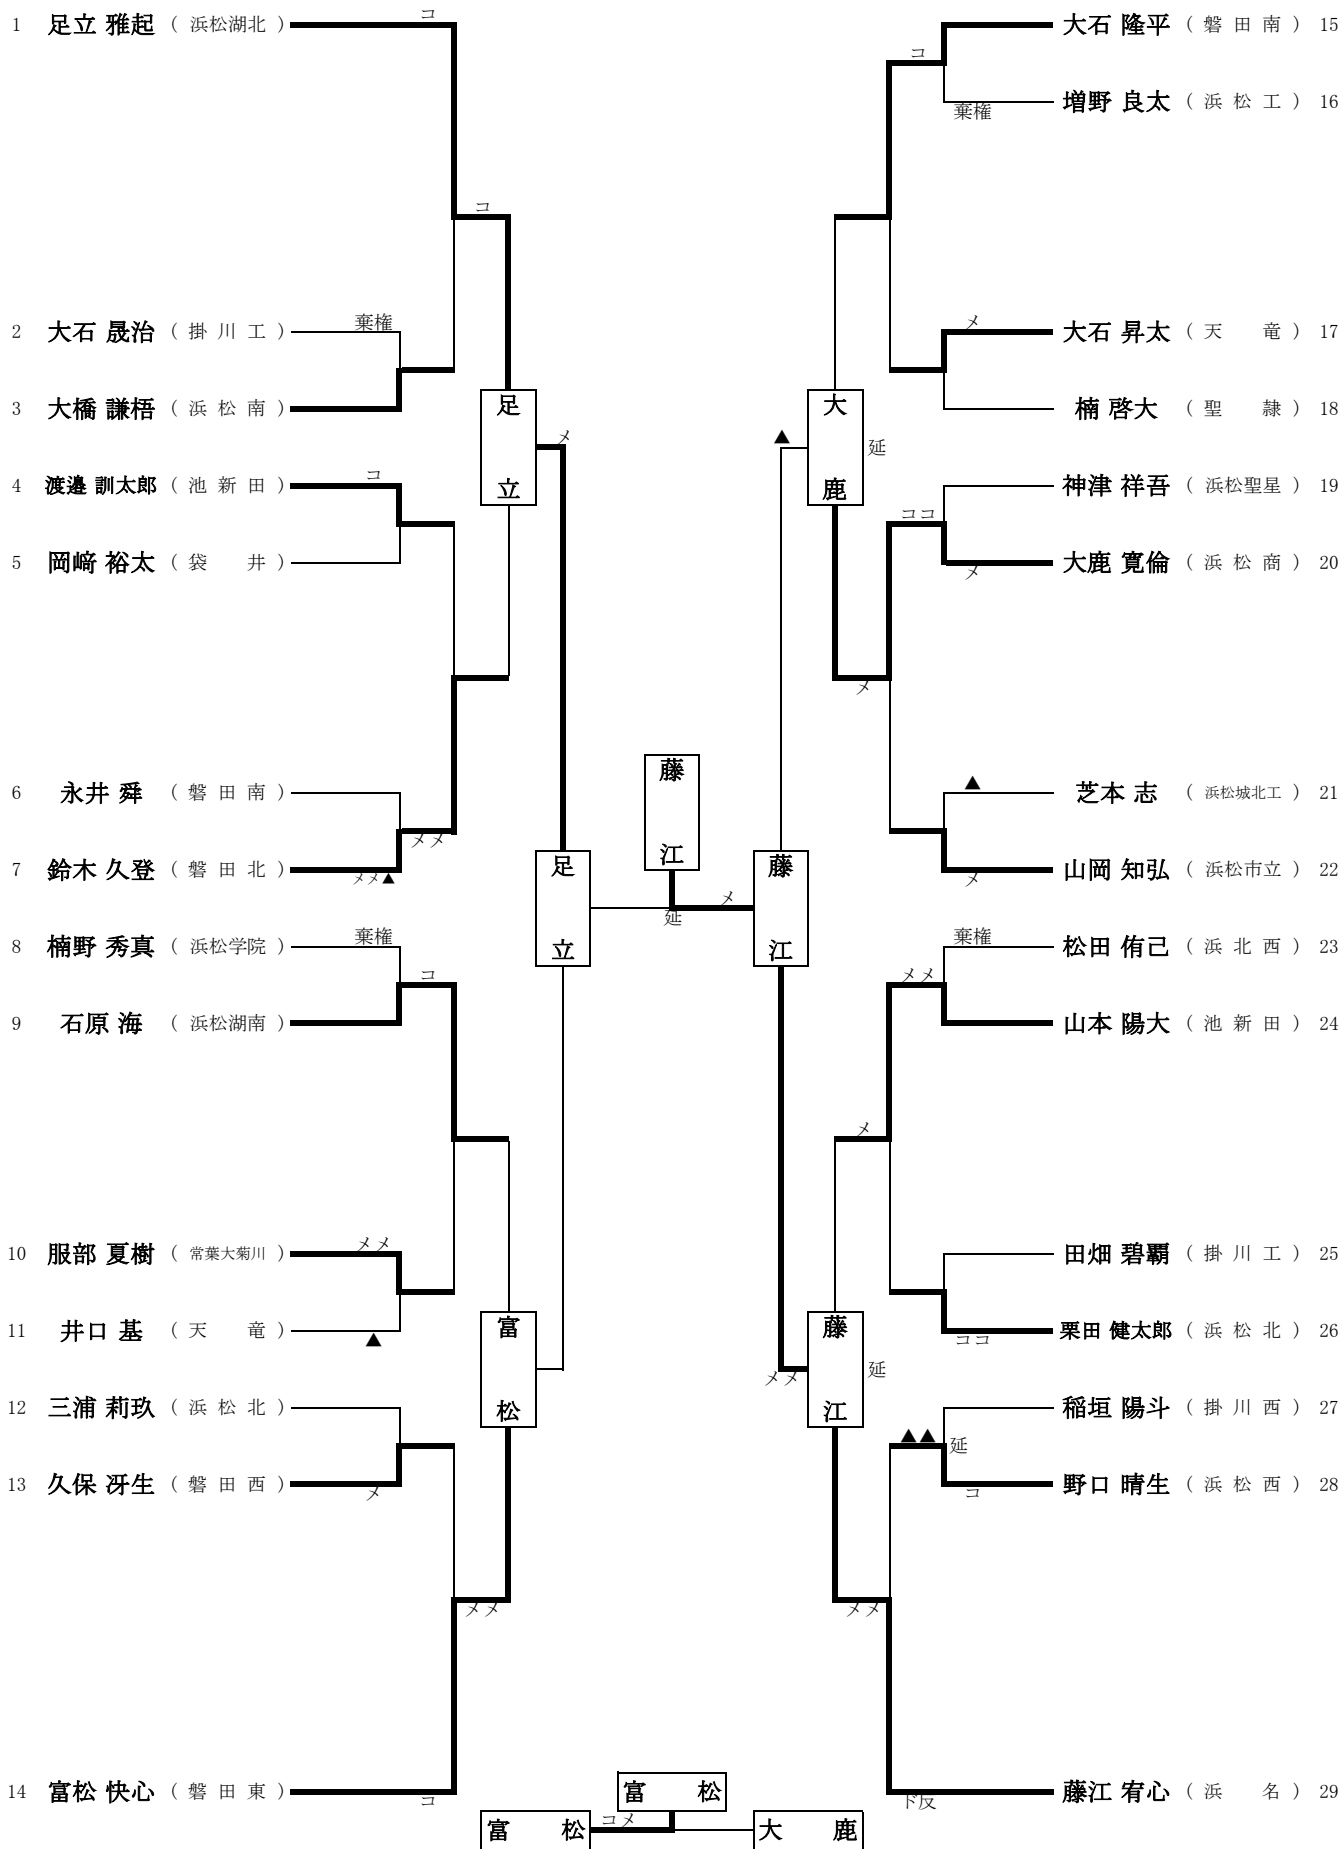 1 足立 雅起 （ 浜松湖北 ）
コ
コ
2 大石 晟治 （ 掛 川 工 ）
棄権
3 大橋 謙梧 （ 浜 松 南 ）
4 渡邉 訓太郎 （ 池 新 田 ）
コ
5 岡﨑 裕太 （ 袋 井 ）
足立
メ
6 永井 舜 （ 磐 田 南 ）
メメ
7 鈴木 久登 （ 磐 田 北 ）
メメ▲
8 楠野 秀真 （ 浜松学院 ）
棄権
コ
9 石原 海 （ 浜松湖南 ）
足立
10 服部 夏樹 （ 常葉大菊川 ）
メメ
11 井口 基 （ 天 竜 ）
▲
12 三浦 莉玖 （ 浜 松 北 ）
13 久保 冴生 （ 磐 田 西 ）
メ
富松
メメ
14 富松 快心 （ 磐 田 東 ）
コ
藤江
延
メ
大石 隆平 （ 磐 田 南 ） 15
コ
増野 良太 （ 浜 松 工 ） 16
棄権
大石 昇太 （ 天 竜 ） 17
メ
楠 啓大 （ 聖 隷 ） 18
大鹿
▲
延
神津 祥吾 （ 浜松聖星 ） 19
ココ
大鹿 寛倫 （ 浜 松 商 ） 20
メ
メ
芝本 志 （ 浜松城北工 ） 21
▲
山岡 知弘 （ 浜松市立 ） 22
メ
藤江
松田 侑己 （ 浜 北 西 ） 23
棄権
メメ
山本 陽大 （ 池 新 田 ） 24
メ
田畑 碧覇 （ 掛 川 工 ） 25
栗田 健太郎 （ 浜 松 北 ） 26
ココ
藤江
メメ
延
稲垣 陽斗 （ 掛 川 西 ） 27
▲▲
延
野口 晴生 （ 浜 松 西 ） 28
コ
メメ
藤江 宥心 （ 浜 名 ） 29
ド反
富 松
富 松
コメ
大 鹿